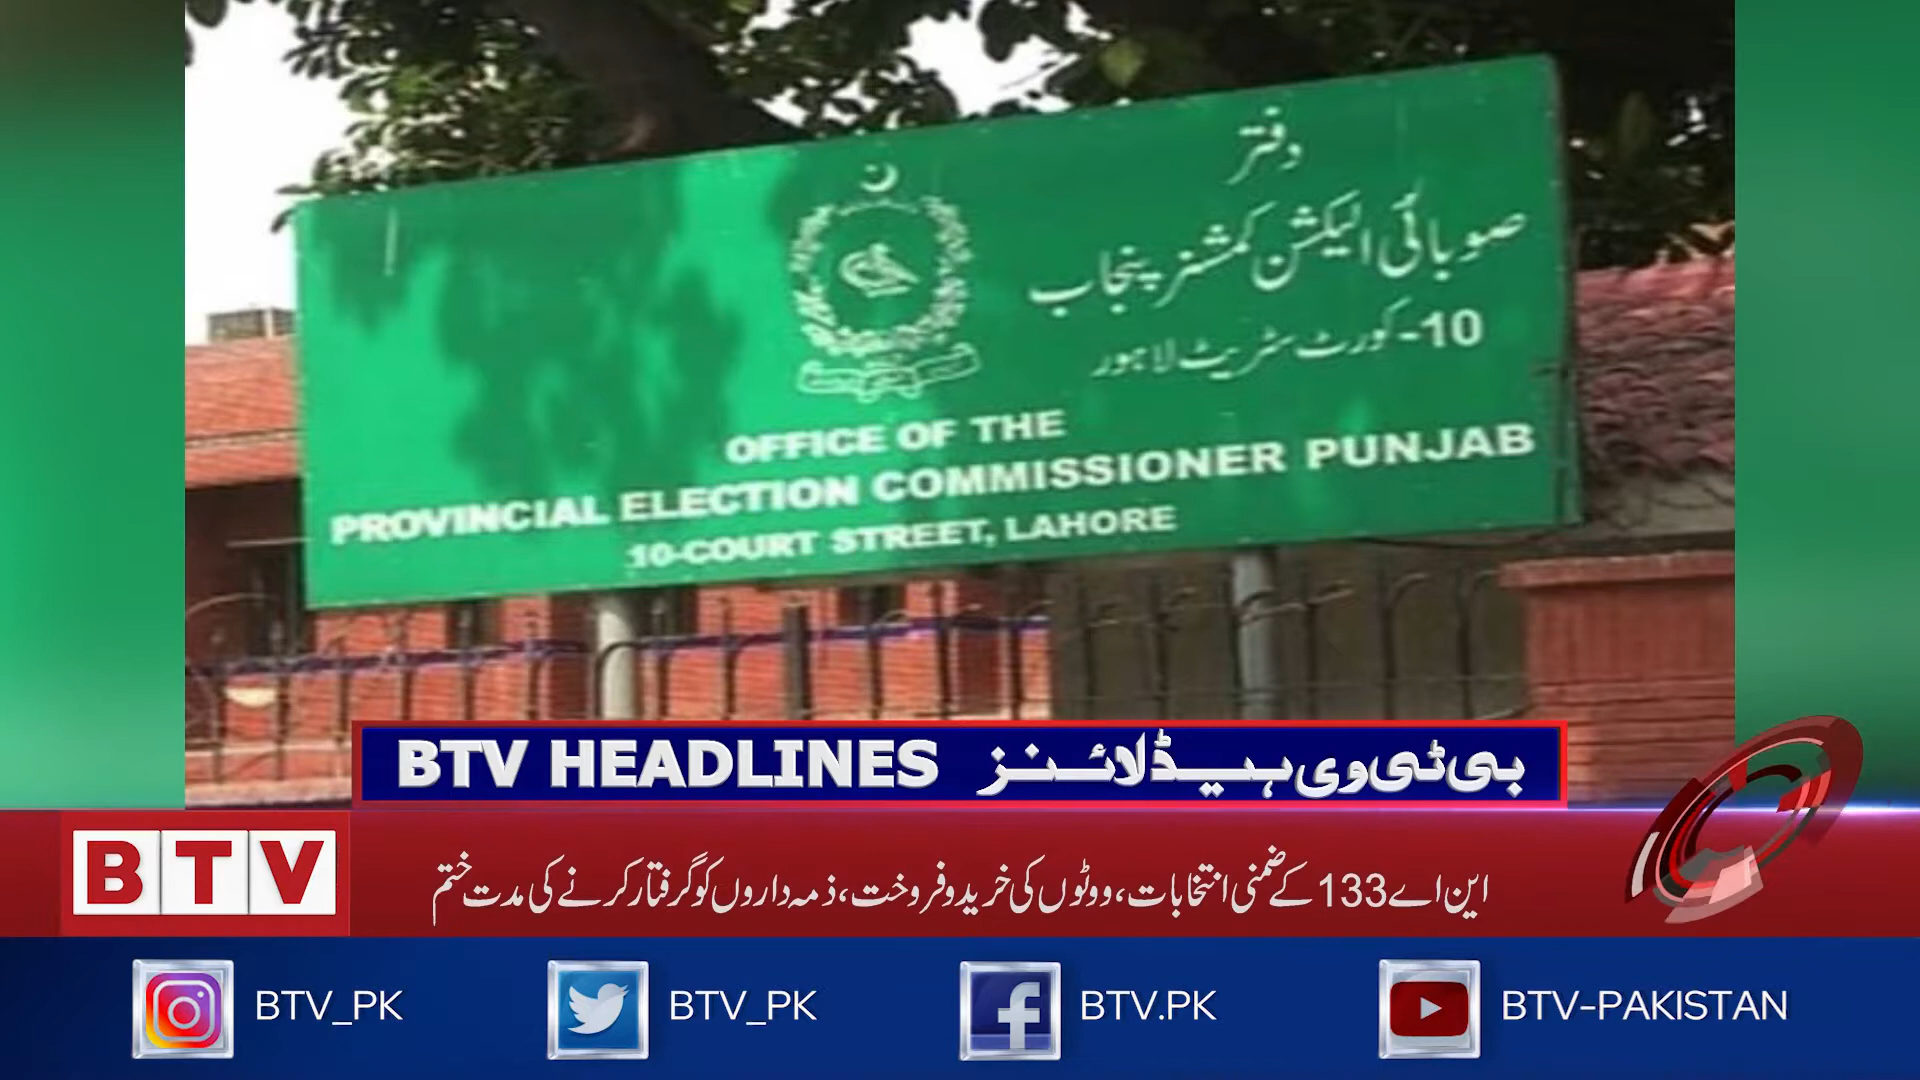 دفتر
صوبائی الیکشن کمشنر پنجاب
10-کورٹ سٹریٹ لاہور
OFFICE OF THE
PROVINCIAL ELECTION COMMISSIONER PUNJAB
10-COURT STREET, LAHORE
BTV HEADLINES بی ٹی وی ہیڈلائنز
BTV
این اے 133 کے ضمنی انتخابات، ووٹوں کی خرید و فروخت، ذمہ داروں کو گرفتار کرنے کی مدت ختم
BTV_PK BTV_PK BTV.PK BTV-PAKISTAN